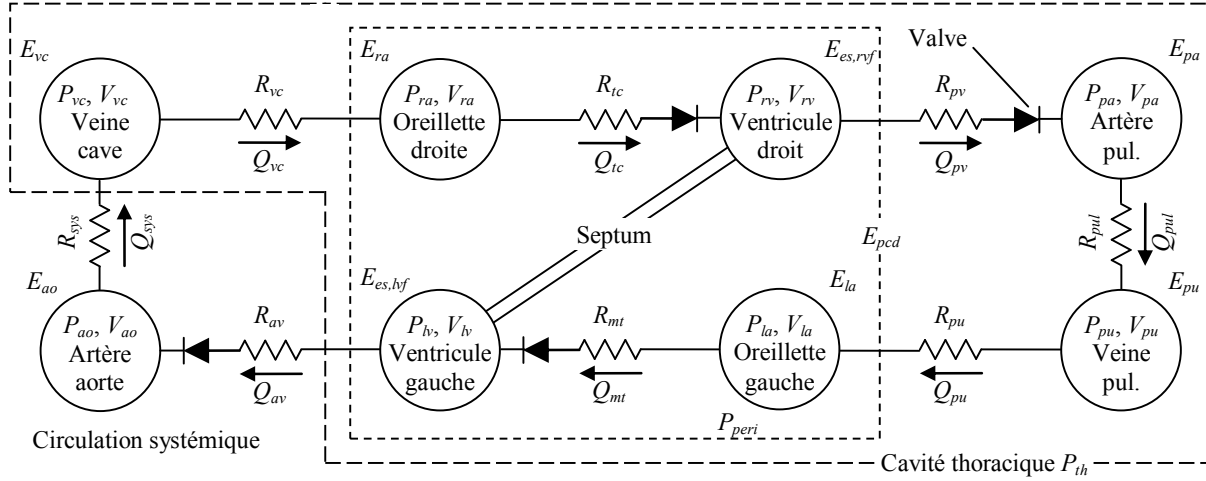 E_vc
P_vc, V_vc
Veine
cave
R_vc
Q_vc
E_ra
P_ra, V_ra
Oreillette
droite
R_tc
Q_tc
E_es,rvf
P_rv, V_rv
Ventricule
droit
Valve
R_pv
Q_pv
E_pa
P_pa, V_pa
Artère
pul.
R_sys
Q_sys
Septum
E_pcd
R_pul
Q_pul
E_ao
P_ao, V_ao
Artère
aorte
R_av
Q_av
E_es,lvf
P_lv, V_lv
Ventricule
gauche
R_mt
Q_mt
E_la
P_la, V_la
Oreillette
gauche
R_pu
Q_pu
E_pu
P_pu, V_pu
Veine
pul.
P_peri
Circulation systémique
Cavité thoracique P_th